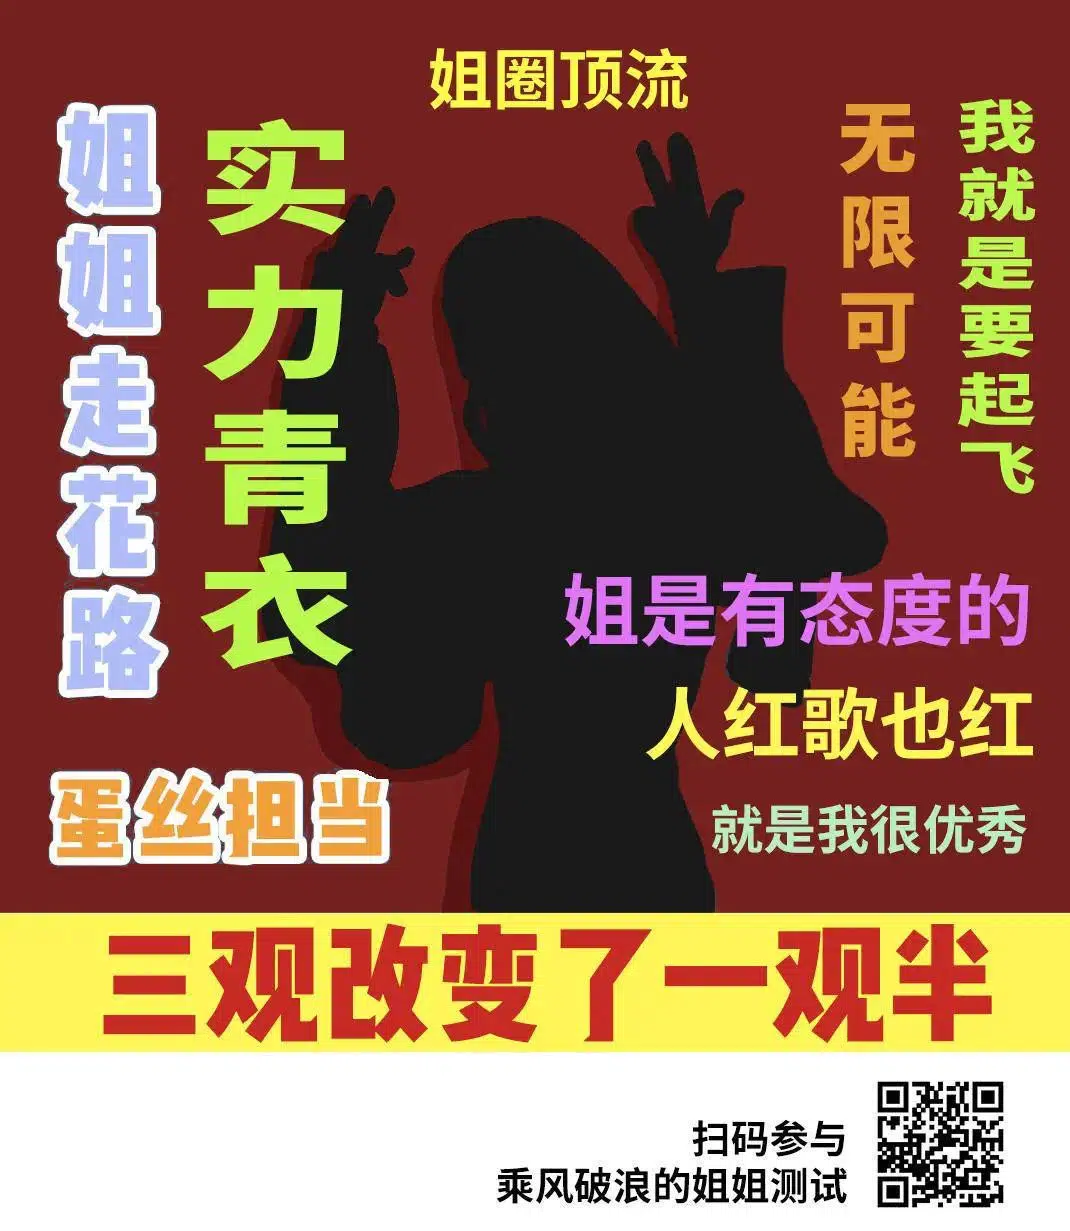 姐圈顶流
姐姐走花路
实力青衣
无限可能
我就是要起飞
姐是有态度的
人红歌也红
就是我很优秀
蛋丝担当
三观改变了一观半
扫码参与
乘风破浪的姐姐测试